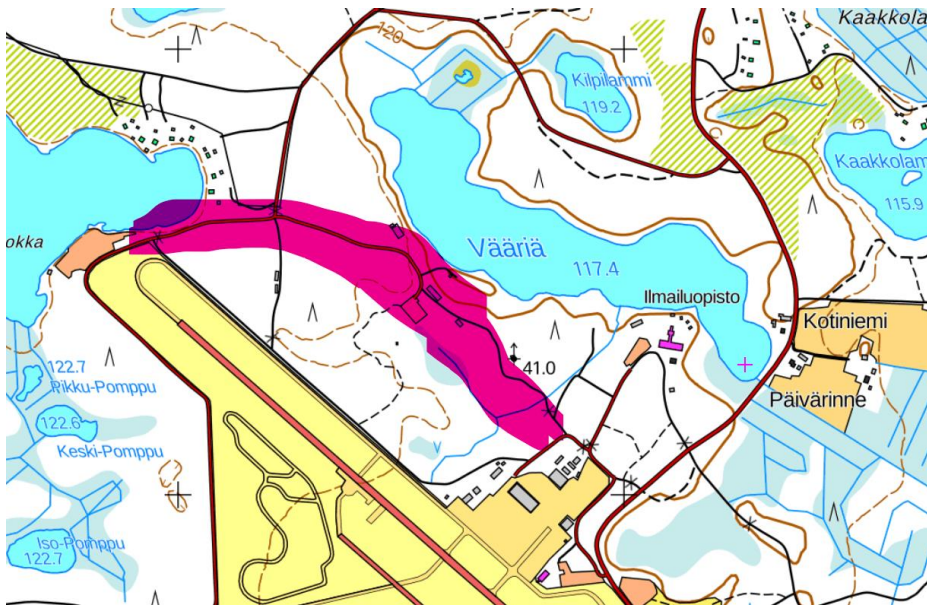 Kaakkola
120
Kilpilammi
119.2
Kaakkolam
115.9
okka
Vääriä
117.4
Ilmailuopisto
Kotiniemi
41.0
122.7
Pikku-Pomppu
Päivärinne
122.6
Keski-Pomppu
Iso-Pomppu
122.7